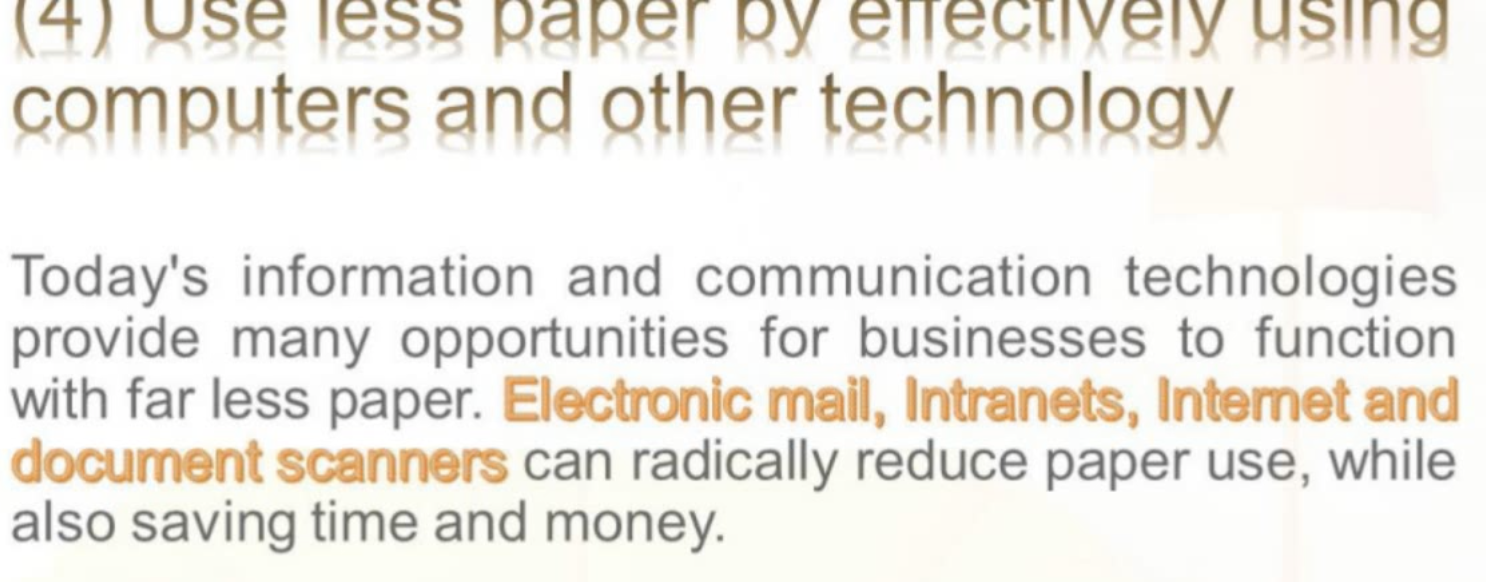 (4) Use less paper by effectively using
computers and other technology
Today's information and communication technologies
provide many opportunities for businesses to function
with far less paper. Electronic mail, Intranets, Internet and
document scanners can radically reduce paper use, while
also saving time and money.